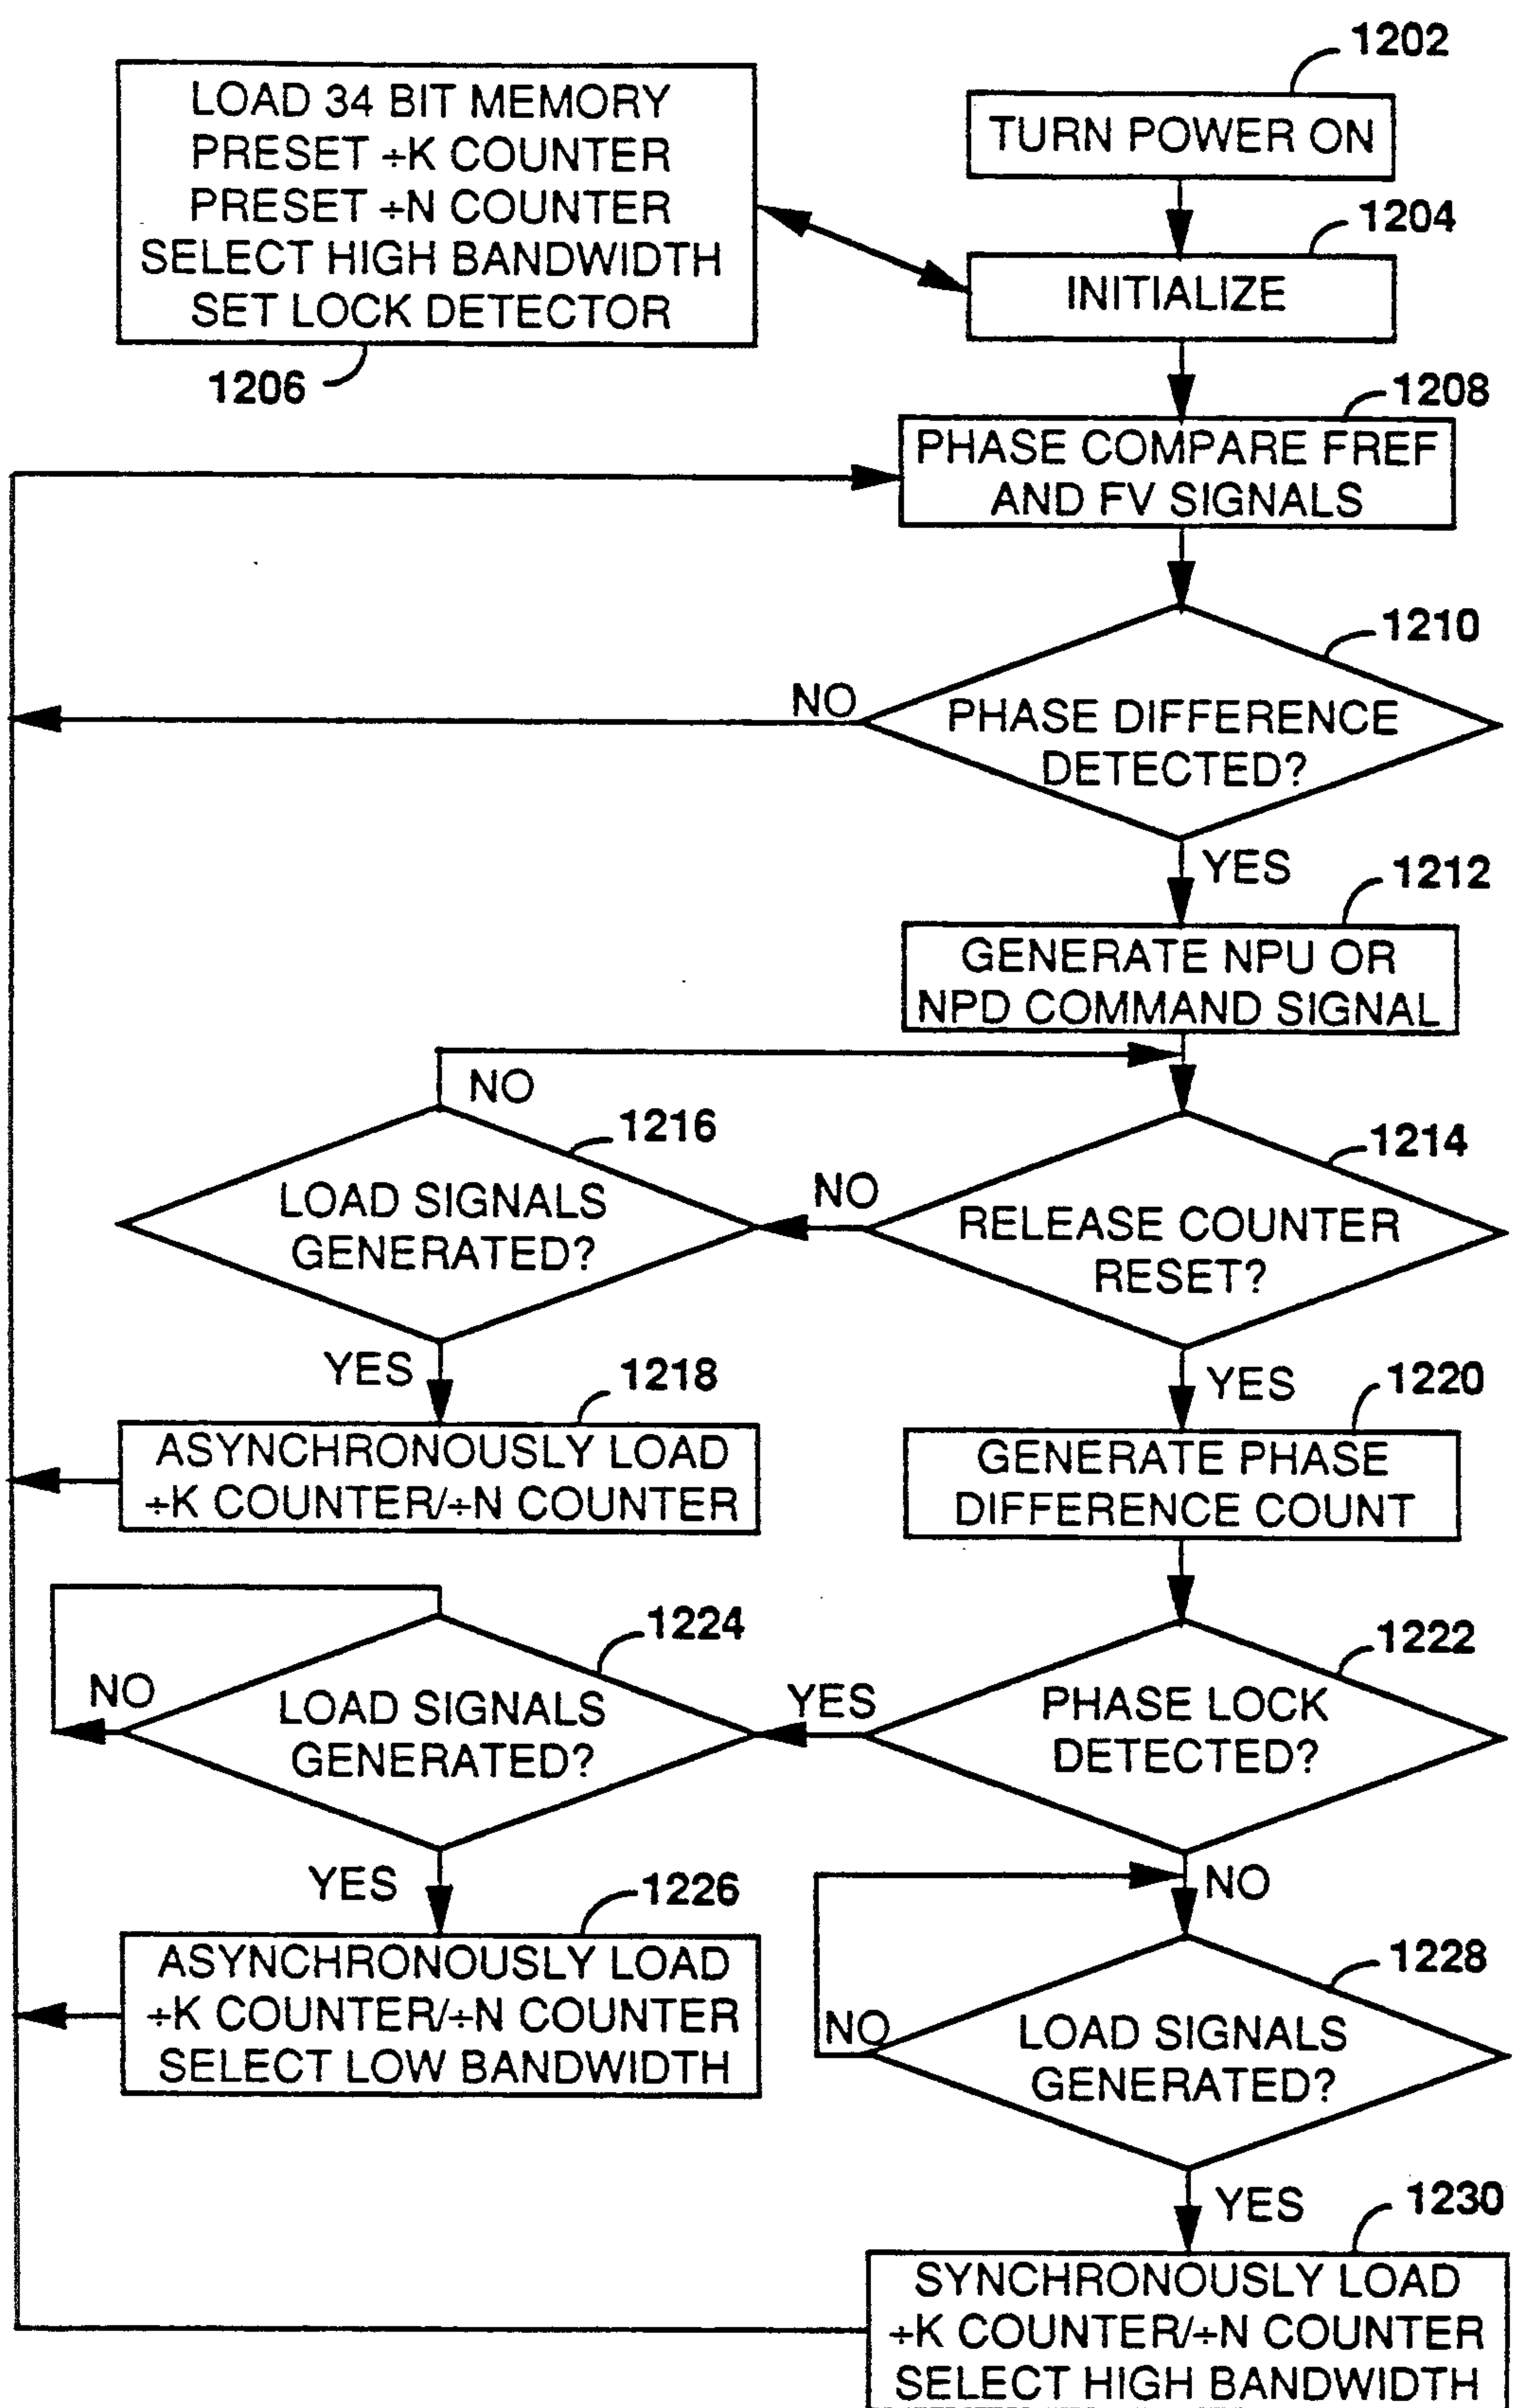 1202
TURN POWER ON
LOAD 34 BIT MEMORY
PRESET ÷K COUNTER
PRESET ÷N COUNTER
SELECT HIGH BANDWIDTH
SET LOCK DETECTOR
1206
1204
INITIALIZE
1208
PHASE COMPARE FREF
AND FV SIGNALS
1210
NO
PHASE DIFFERENCE
DETECTED?
YES
1212
GENERATE NPU OR
NPD COMMAND SIGNAL
NO
1216
LOAD SIGNALS
GENERATED?
NO
1214
RELEASE COUNTER
RESET?
YES
1218
ASYNCHRONOUSLY LOAD
÷K COUNTER/÷N COUNTER
YES
1220
GENERATE PHASE
DIFFERENCE COUNT
1224
NO
LOAD SIGNALS
GENERATED?
YES
1222
PHASE LOCK
DETECTED?
YES
1226
ASYNCHRONOUSLY LOAD
÷K COUNTER/÷N COUNTER
SELECT LOW BANDWIDTH
NO
1228
NO
LOAD SIGNALS
GENERATED?
YES
1230
SYNCHRONOUSLY LOAD
÷K COUNTER/÷N COUNTER
SELECT HIGH BANDWIDTH